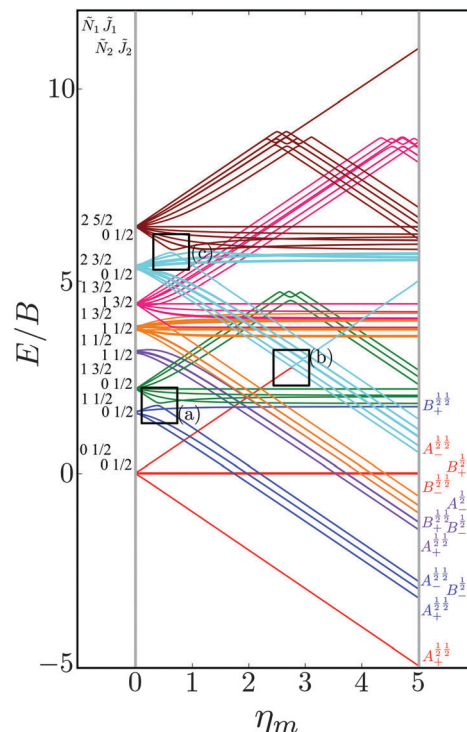 Ñ₁ J̃₁
Ñ₂ J̃₂
10
2 5/2
0 1/2
2 3/2
0 1/2
5
1 3/2
1 3/2
1 3/2
1 1/2
1 1/2
1 1/2
1 3/2
0 1/2
1 1/2
0 1/2
0 1/2
0 1/2
0
−5
E/B
(c)
(b)
(a)
B₊^{½ ½}
A₋^{½ ½}
B₊^{½}
B₋^{½ ½}
A₋^{½}
B₊^{½ ½} B₋^{½}
A₊^{½ ½}
A₋^{½ ½} B₋^{½}
A₊^{½ ½}
A₊^{½ ½}
0 1 2 3 4 5
η_m